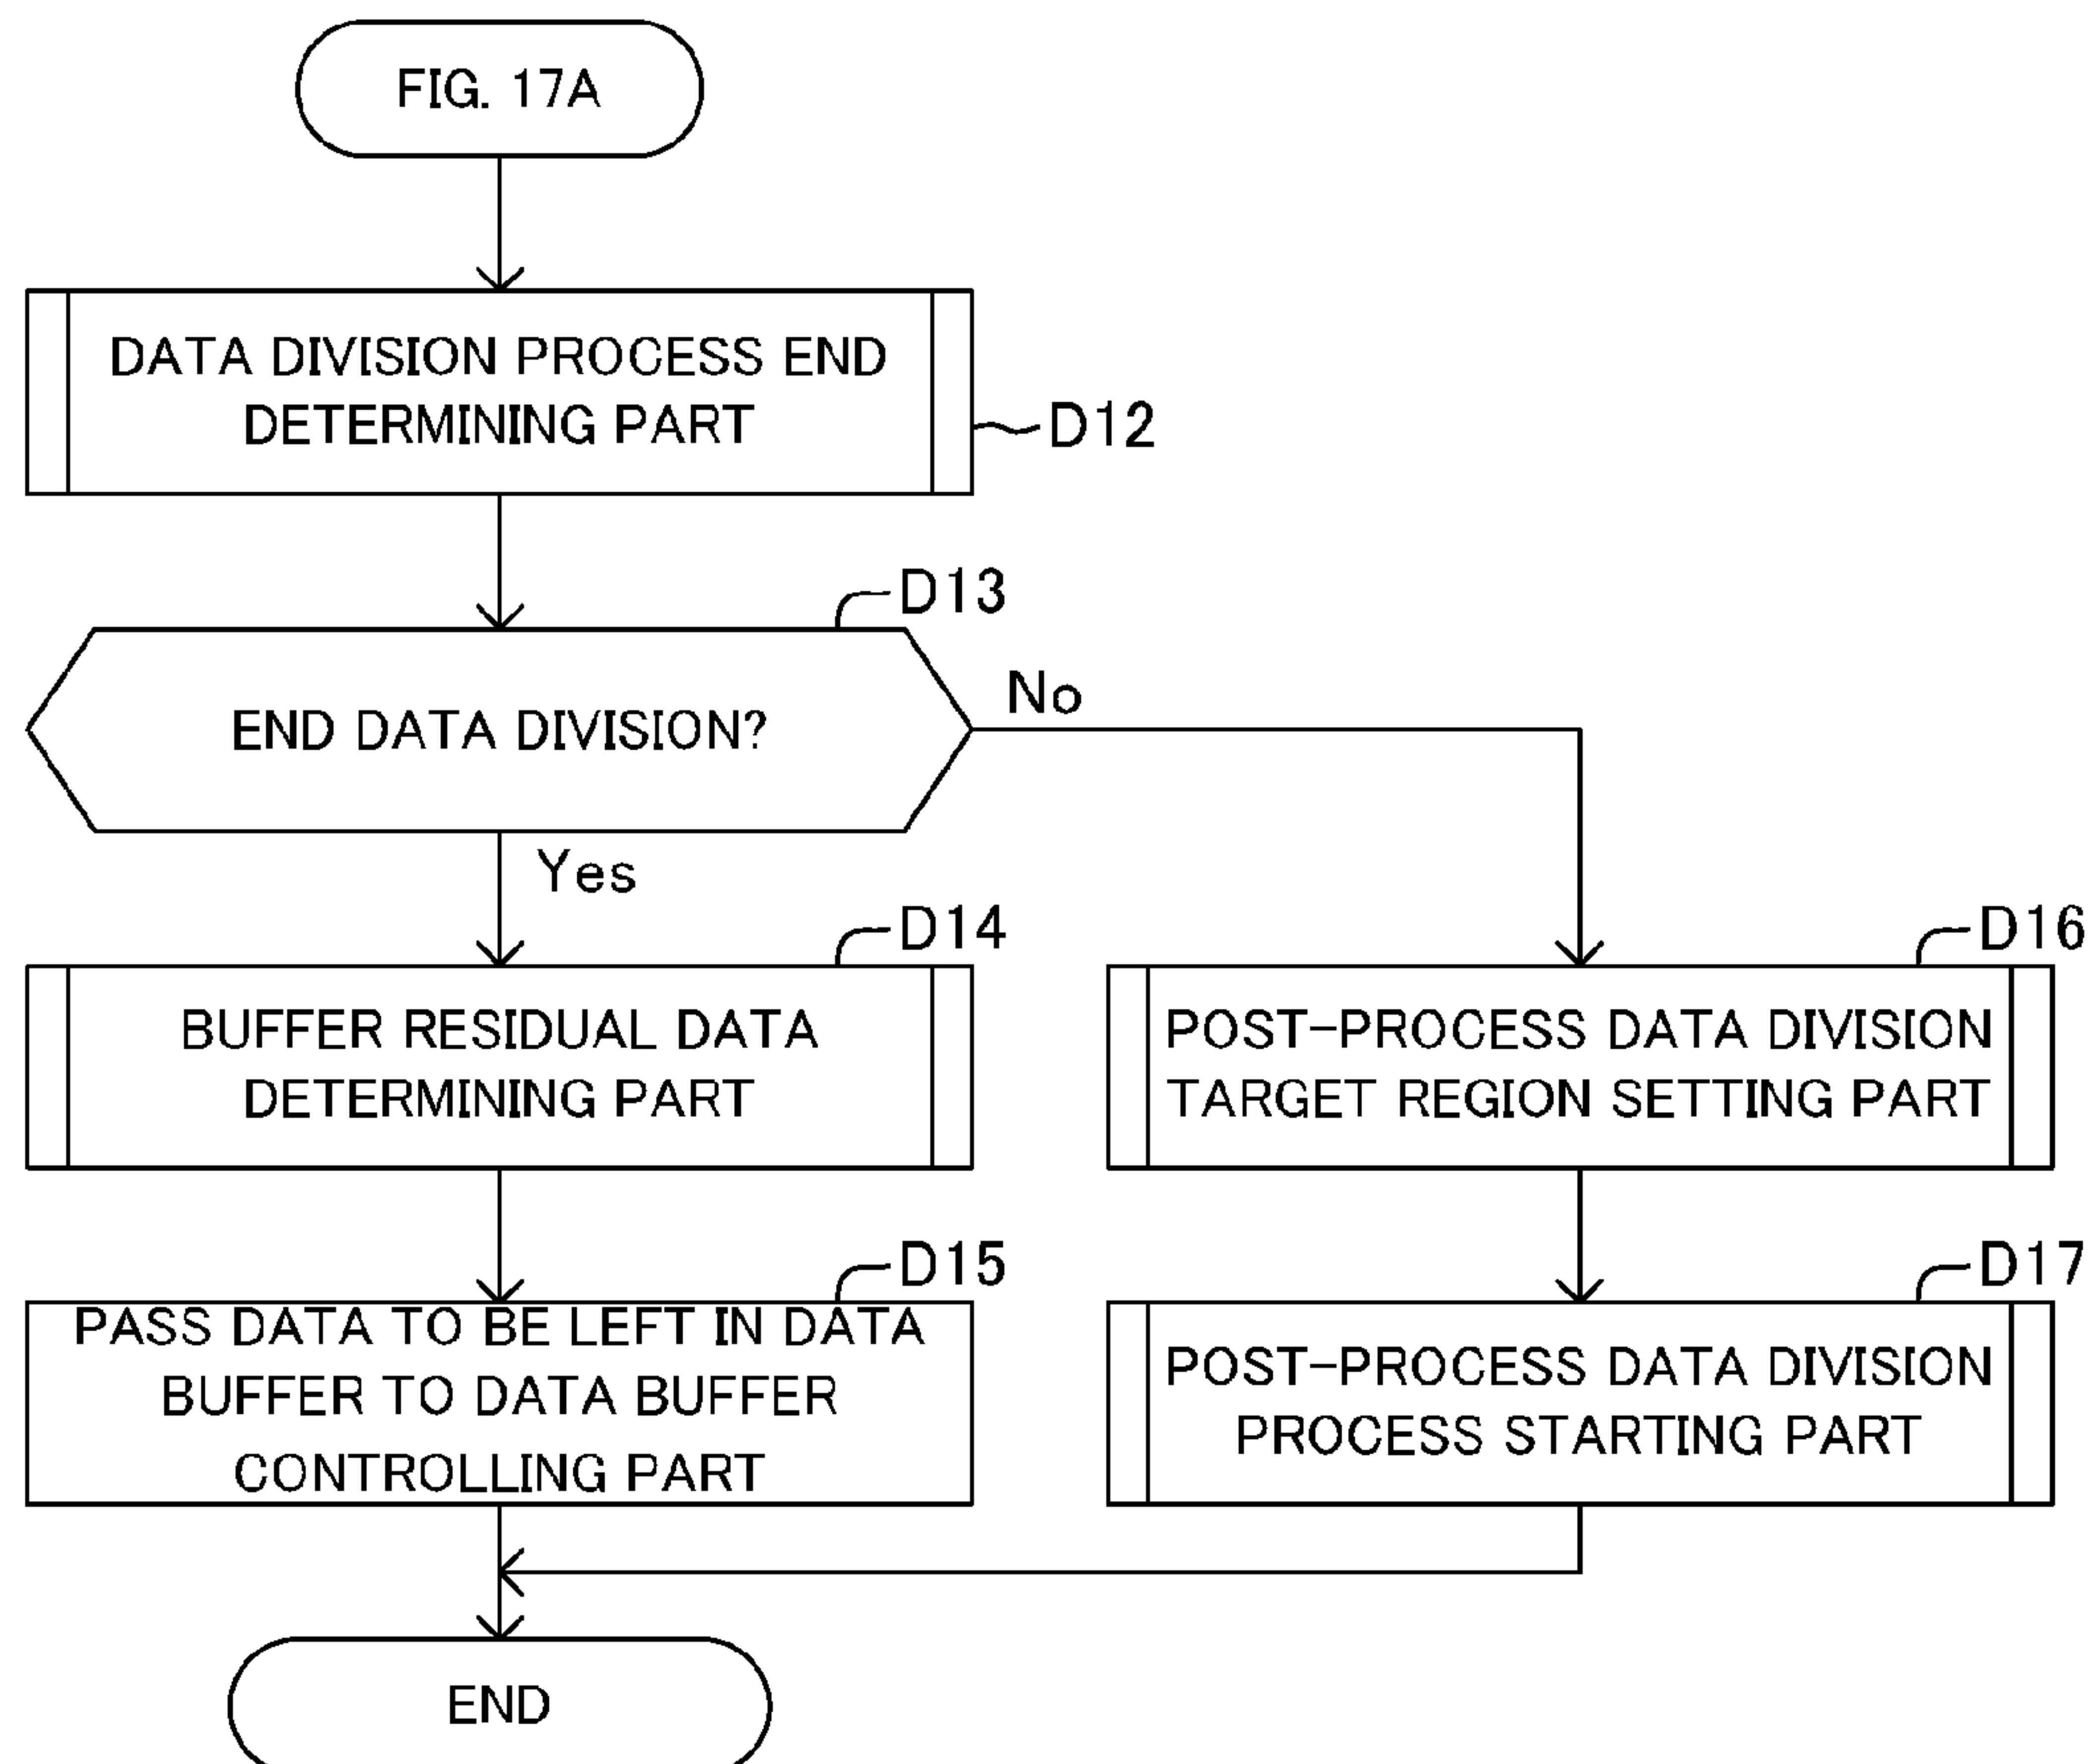 FIG. 17A
DATA DIVISION PROCESS END
DETERMINING PART
D12
D13
END DATA DIVISION?
No
Yes
D14
BUFFER RESIDUAL DATA
DETERMINING PART
D16
POST-PROCESS DATA DIVISION
TARGET REGION SETTING PART
D15
PASS DATA TO BE LEFT IN DATA
BUFFER TO DATA BUFFER
CONTROLLING PART
D17
POST-PROCESS DATA DIVISION
PROCESS STARTING PART
END